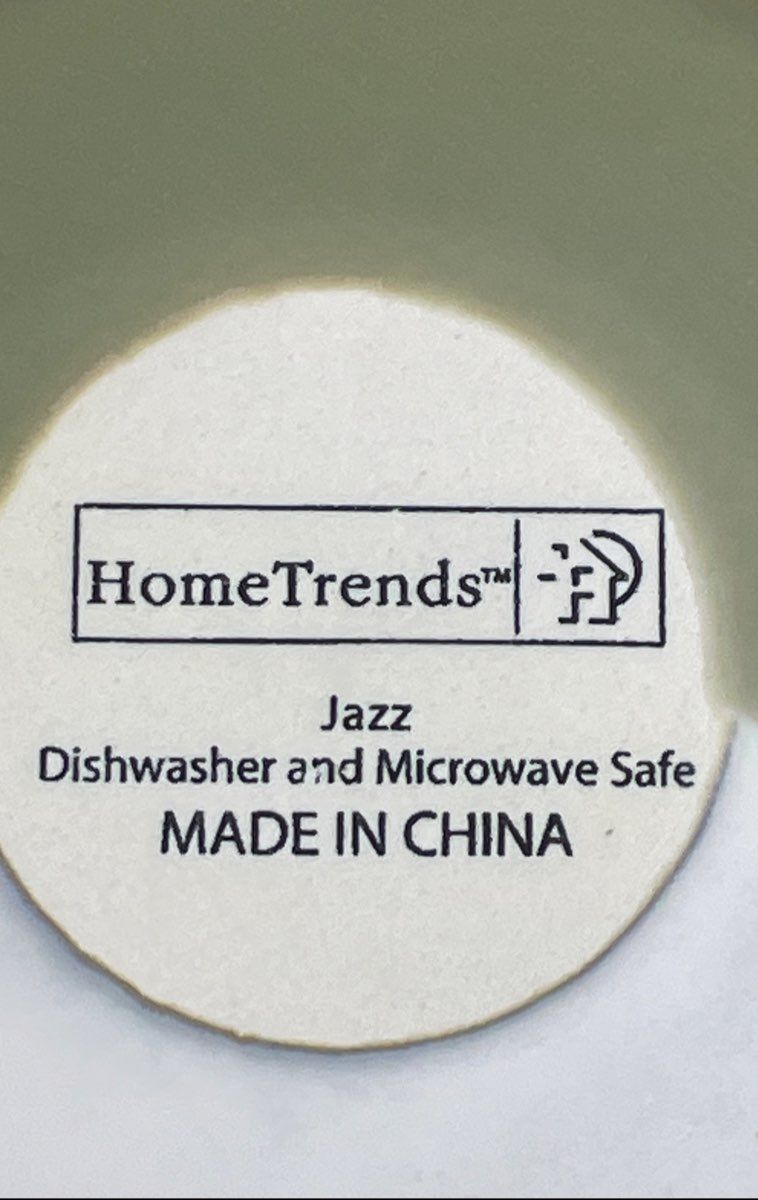 HomeTrends™
Jazz
Dishwasher and Microwave Safe
MADE IN CHINA